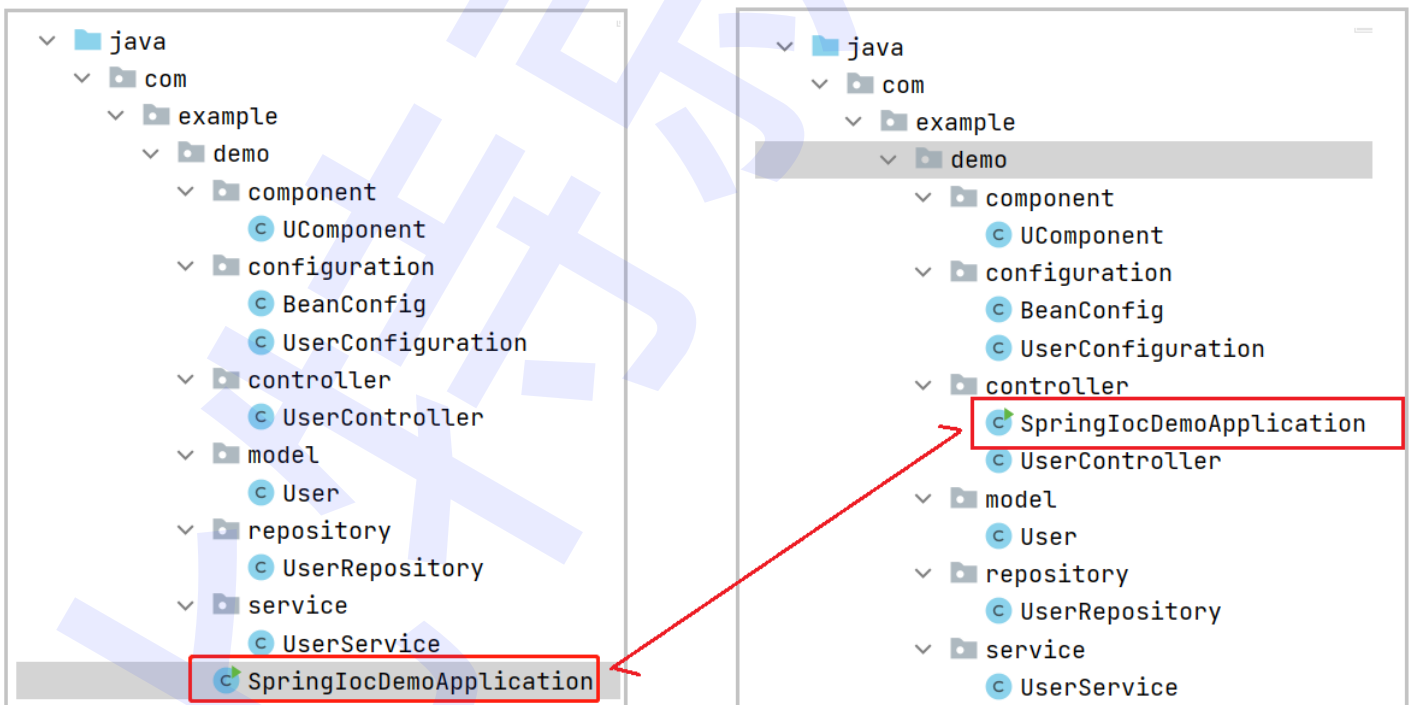 java
com
example
demo
component
UComponent
configuration
BeanConfig
UserConfiguration
controller
UserController
model
User
repository
UserRepository
service
UserService
SpringIocDemoApplication
java
com
example
demo
component
UComponent
configuration
BeanConfig
UserConfiguration
controller
SpringIocDemoApplication
UserController
model
User
repository
UserRepository
service
UserService